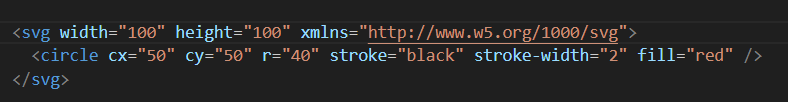 <svg width="100" height="100" xmlns="http://www.w5.org/1000/svg">
  <circle cx="50" cy="50" r="40" stroke="black" stroke-width="2" fill="red" />
</svg>